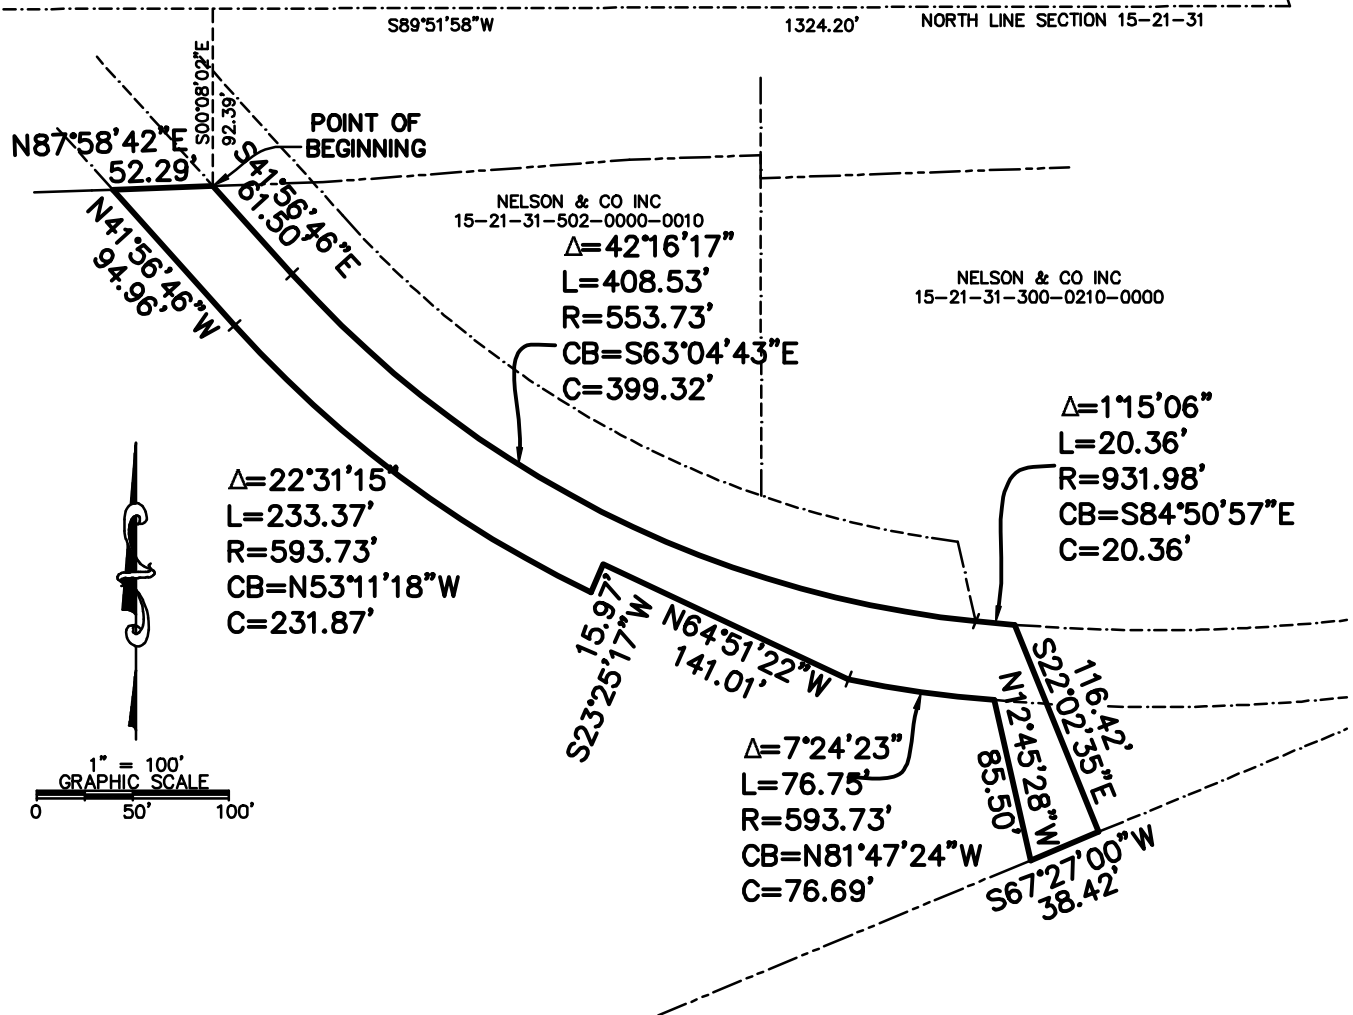 S89°51'58"W
1324.20'
NORTH LINE SECTION 15-21-31
S00°08'02"E
92.39'
POINT OF
BEGINNING
N87°58'42"E,
52.29
S41°56'46"E
61.50'
N41°56'46"W
94.96'
NELSON & CO INC
15-21-31-502-0000-0010
Δ=42°16'17"
L=408.53'
R=553.73'
CB=S63°04'43"E
C=399.32'
NELSON & CO INC
15-21-31-300-0210-0000
Δ=1°15'06"
L=20.36'
R=931.98'
CB=S84°50'57"E
C=20.36'
Δ=22°31'15"
L=233.37'
R=593.73'
CB=N53°11'18"W
C=231.87'
15.97'
S23°25'17"W
N64°51'22"W
141.01'
116.42'
S22°02'35"E
N12°45'28"W
85.50'
Δ=7°24'23"
L=76.75'
R=593.73'
CB=N81°47'24"W
C=76.69'
S67°27'00"W
38.42'
1" = 100'
GRAPHIC SCALE
0 50' 100'